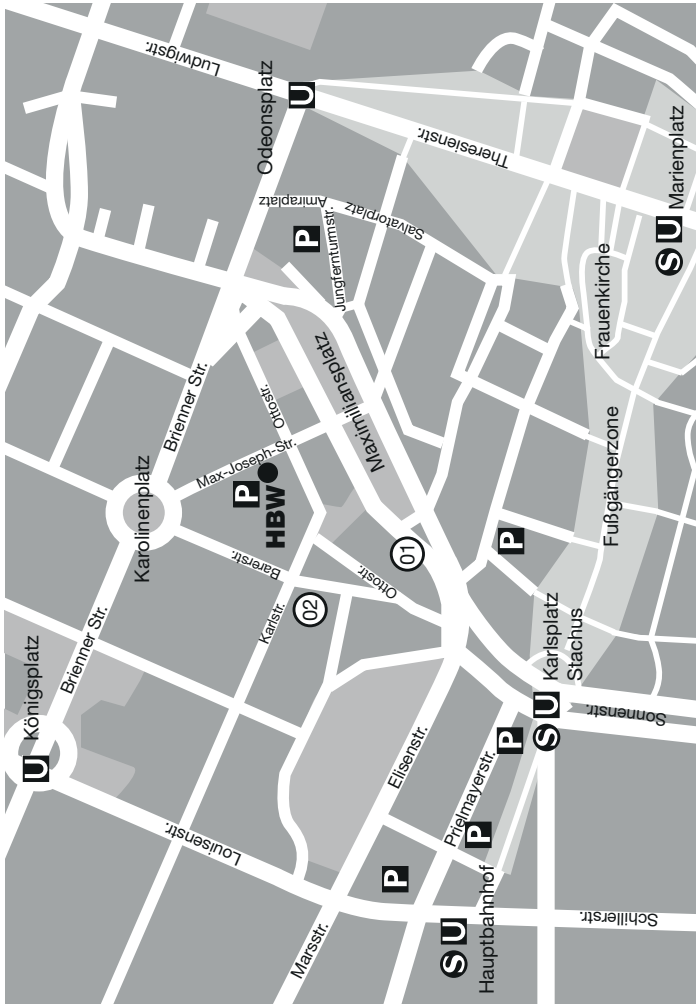 Königsplatz
U
Brienner Str.
Karolinenplatz
Brienner Str.
Ludwigstr.
Louisenstr.
P
Max-Joseph-Str.
Barerstr.
Odeonsplatz
U
HBW
Ottostr.
Karlstr.
Amiraplatz
P
02
Marsstr.
Jungfernturmstr.
Maximiliansplatz
Salvatorplatz
Ottostr.
P
01
Elisenstr.
Theresienstr.
S U
Hauptbahnhof
Prielmayerstr.
P
P
P
S U
Karlsplatz
Stachus
Frauenkirche
Fußgängerzone
Schillerstr.
Sonnenstr.
S U
Marienplatz